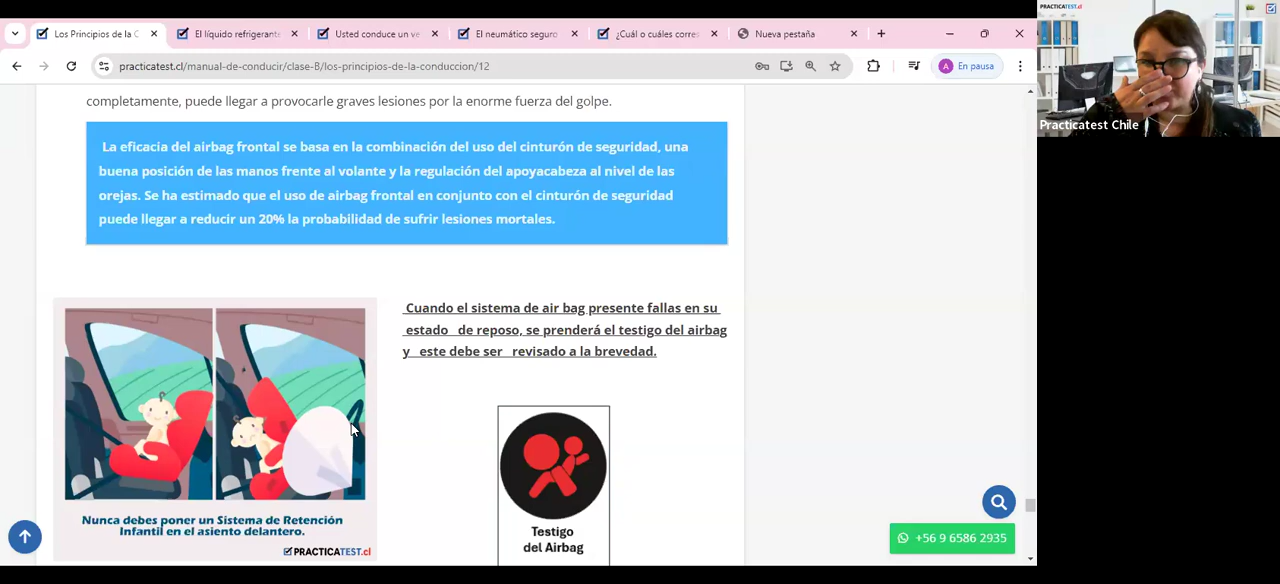 Los Principios de la C
El líquido refrigerante
Usted conduce un ve
El neumático seguro
¿Cuál o cuáles corres
Nueva pestaña
practicatest.cl/manual-de-conducir/clase-B/los-principios-de-la-conduccion/12
A
En pausa
PRACTICATEST.cl
Practicatest Chile
completamente, puede llegar a provocarle graves lesiones por la enorme fuerza del golpe.
La eficacia del airbag frontal se basa en la combinación del uso del cinturón de seguridad, una
buena posición de las manos frente al volante y la regulación del apoyacabeza al nivel de las
orejas. Se ha estimado que el uso de airbag frontal en conjunto con el cinturón de seguridad
puede llegar a reducir un 20% la probabilidad de sufrir lesiones mortales.
Cuando el sistema de air bag presente fallas en su
estado de reposo, se prenderá el testigo del airbag
y este debe ser revisado a la brevedad.
Nunca debes poner un Sistema de Retención
Infantil en el asiento delantero.
PRACTICATEST.cl
Testigo
del Airbag
+56 9 6586 2935